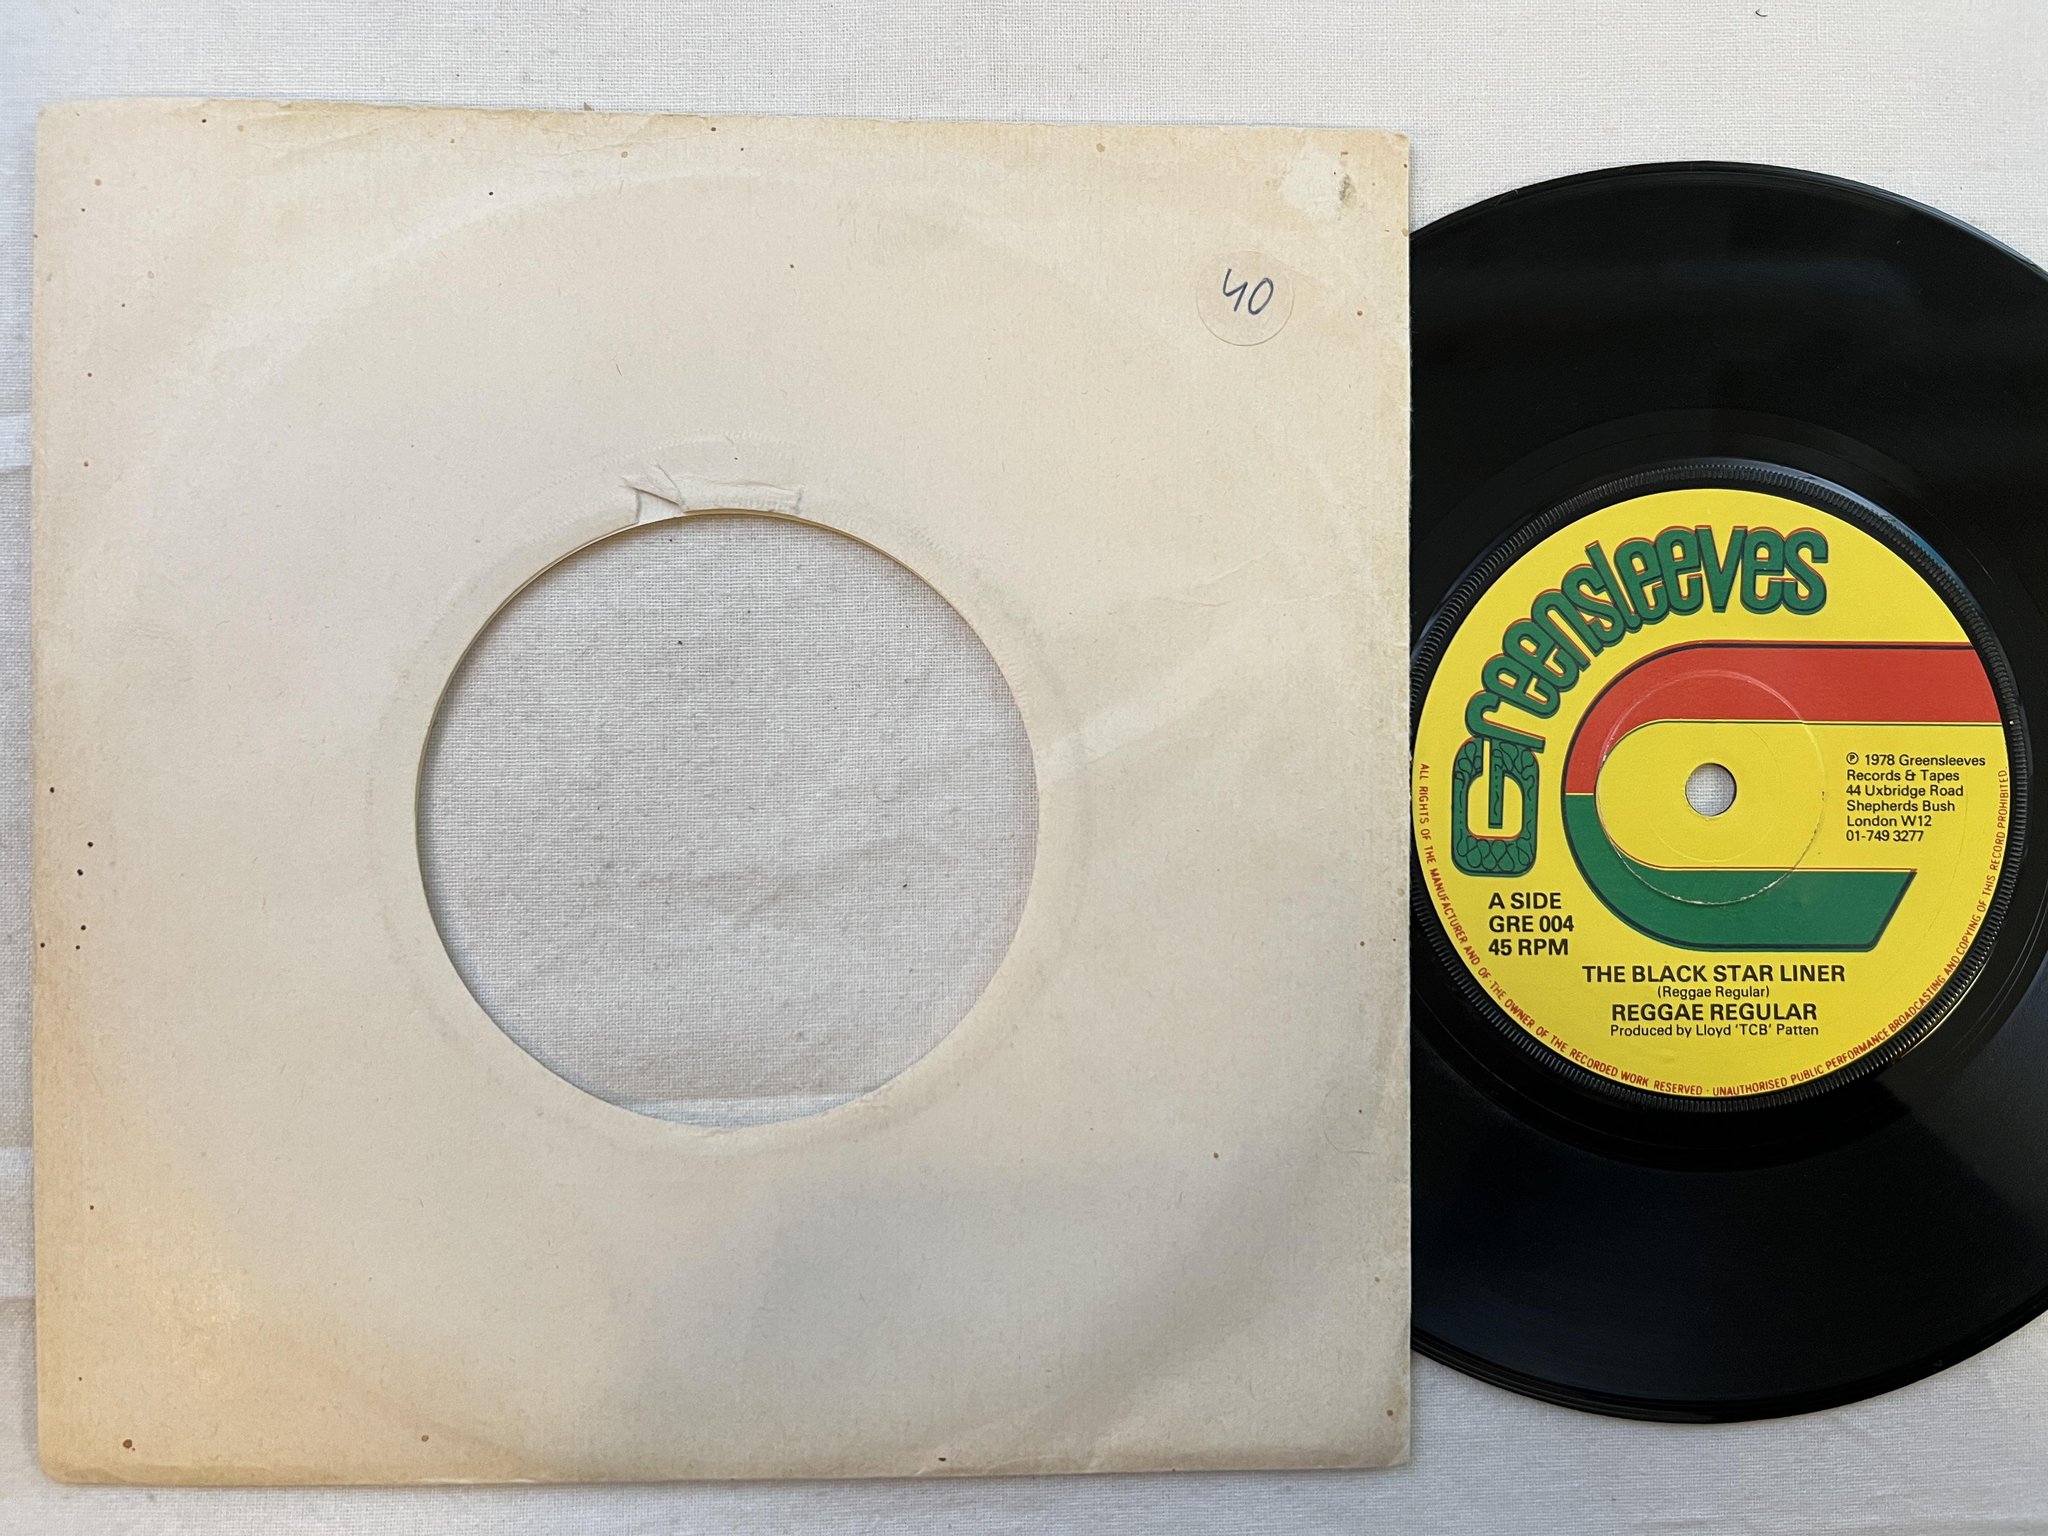 40
Greensleeves
℗ 1978 Greensleeves
Records & Tapes
44 Uxbridge Road
Shepherds Bush
London W12
01-749 3277
A SIDE
GRE 004
45 RPM
THE BLACK STAR LINER
(Reggae Regular)
REGGAE REGULAR
Produced by Lloyd 'TCB' Patten
ALL RIGHTS OF THE MANUFACTURER AND OF THE OWNER OF THE RECORDED WORK RESERVED · UNAUTHORISED PUBLIC PERFORMANCE BROADCASTING AND COPYING OF THIS RECORD PROHIBITED.